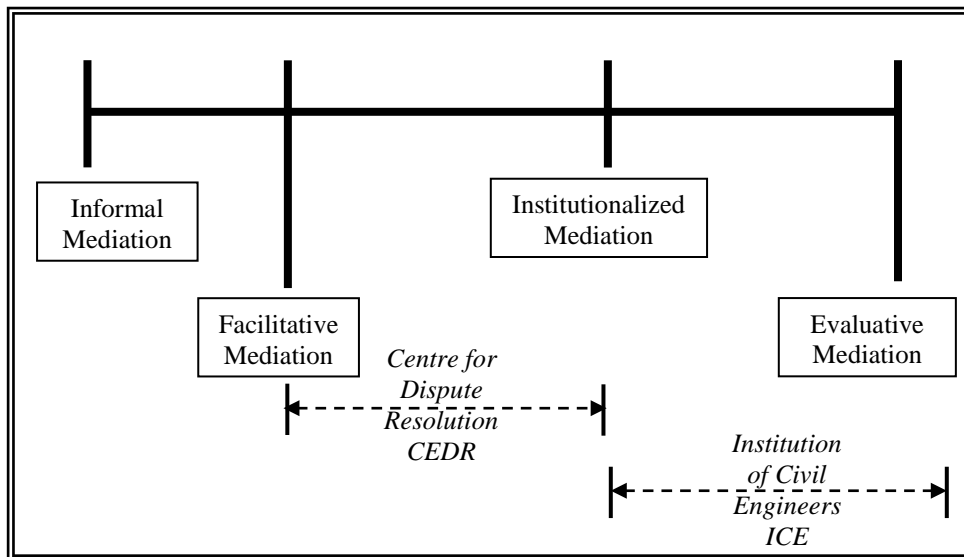 Informal
Mediation
Institutionalized
Mediation
Facilitative
Mediation
Evaluative
Mediation
Centre for
Dispute
Resolution
CEDR
Institution
of Civil
Engineers
ICE